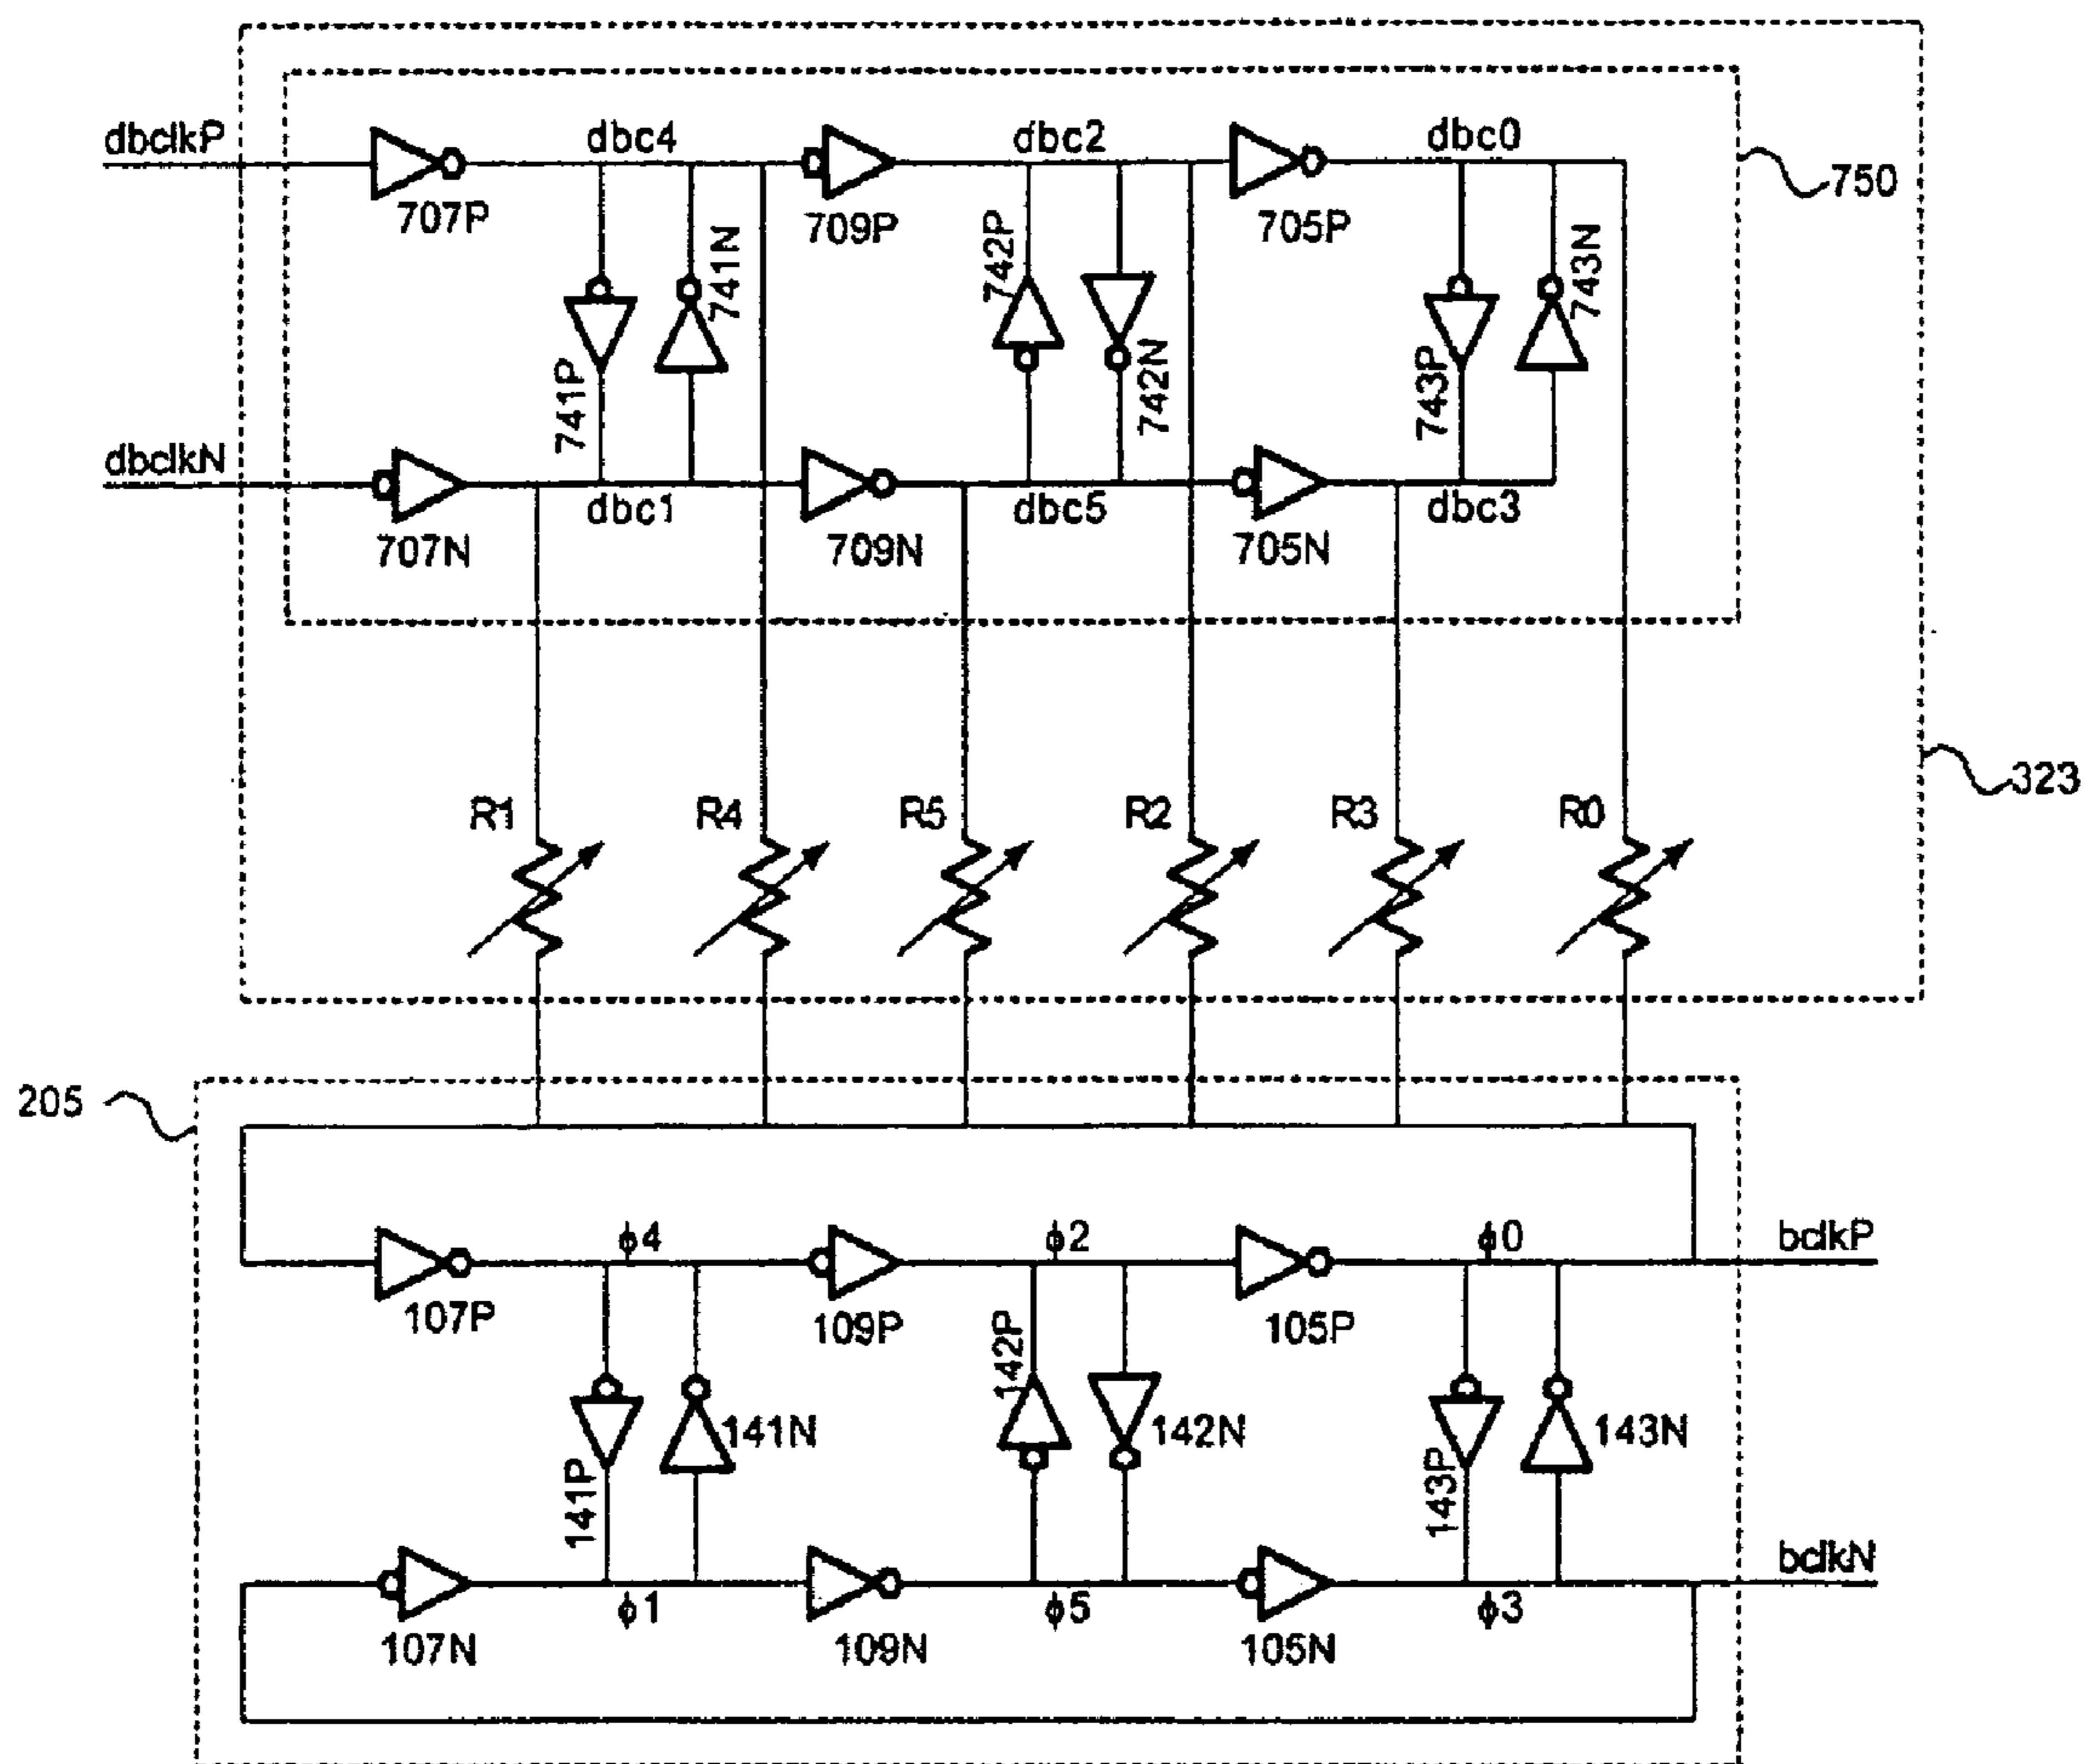 dbclkP
dbc4
dbc2
dbc0
750
707P
709P
705P
741N
742P
743N
741P
742N
743P
dbclkN
dbc1
dbc5
dbc3
707N
709N
705N
R1
R4
R5
R2
R3
R0
323
205
ϕ4
ϕ2
ϕ0
bclkP
107P
109P
105P
142P
141N
142N
143N
141P
143P
bclkN
ϕ1
ϕ5
ϕ3
107N
109N
105N